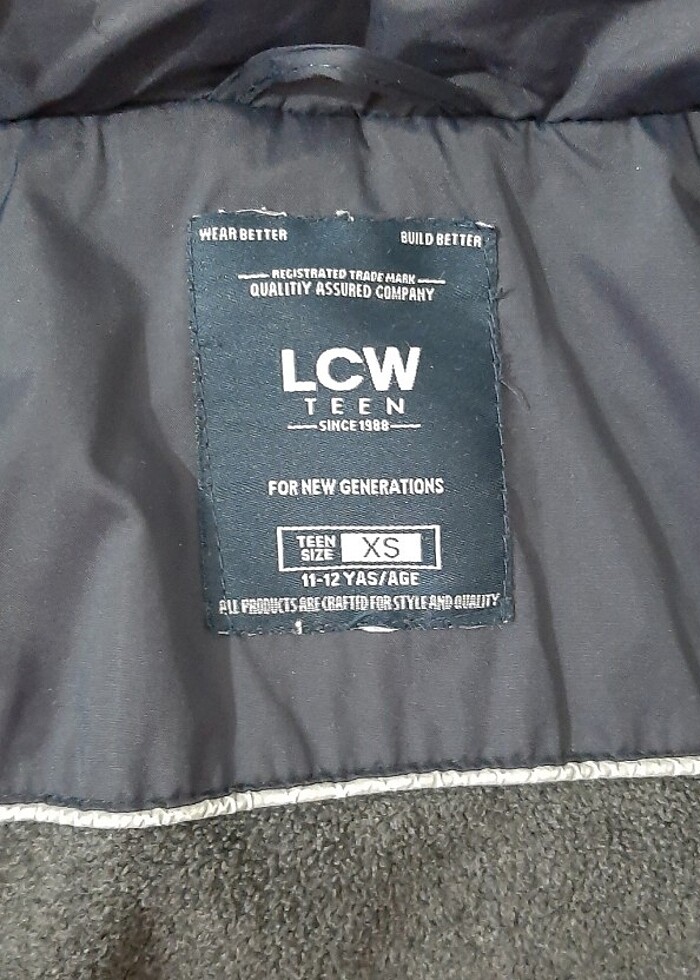 WEAR BETTER BUILD BETTER
REGISTRATED TRADE MARK
QUALITIY ASSURED COMPANY
LCW
TEEN
SINCE 1988
FOR NEW GENERATIONS
TEEN SIZE XS
11-12 YAS/AGE
ALL PRODUCTS ARE CRAFTED FOR STYLE AND QUALITY